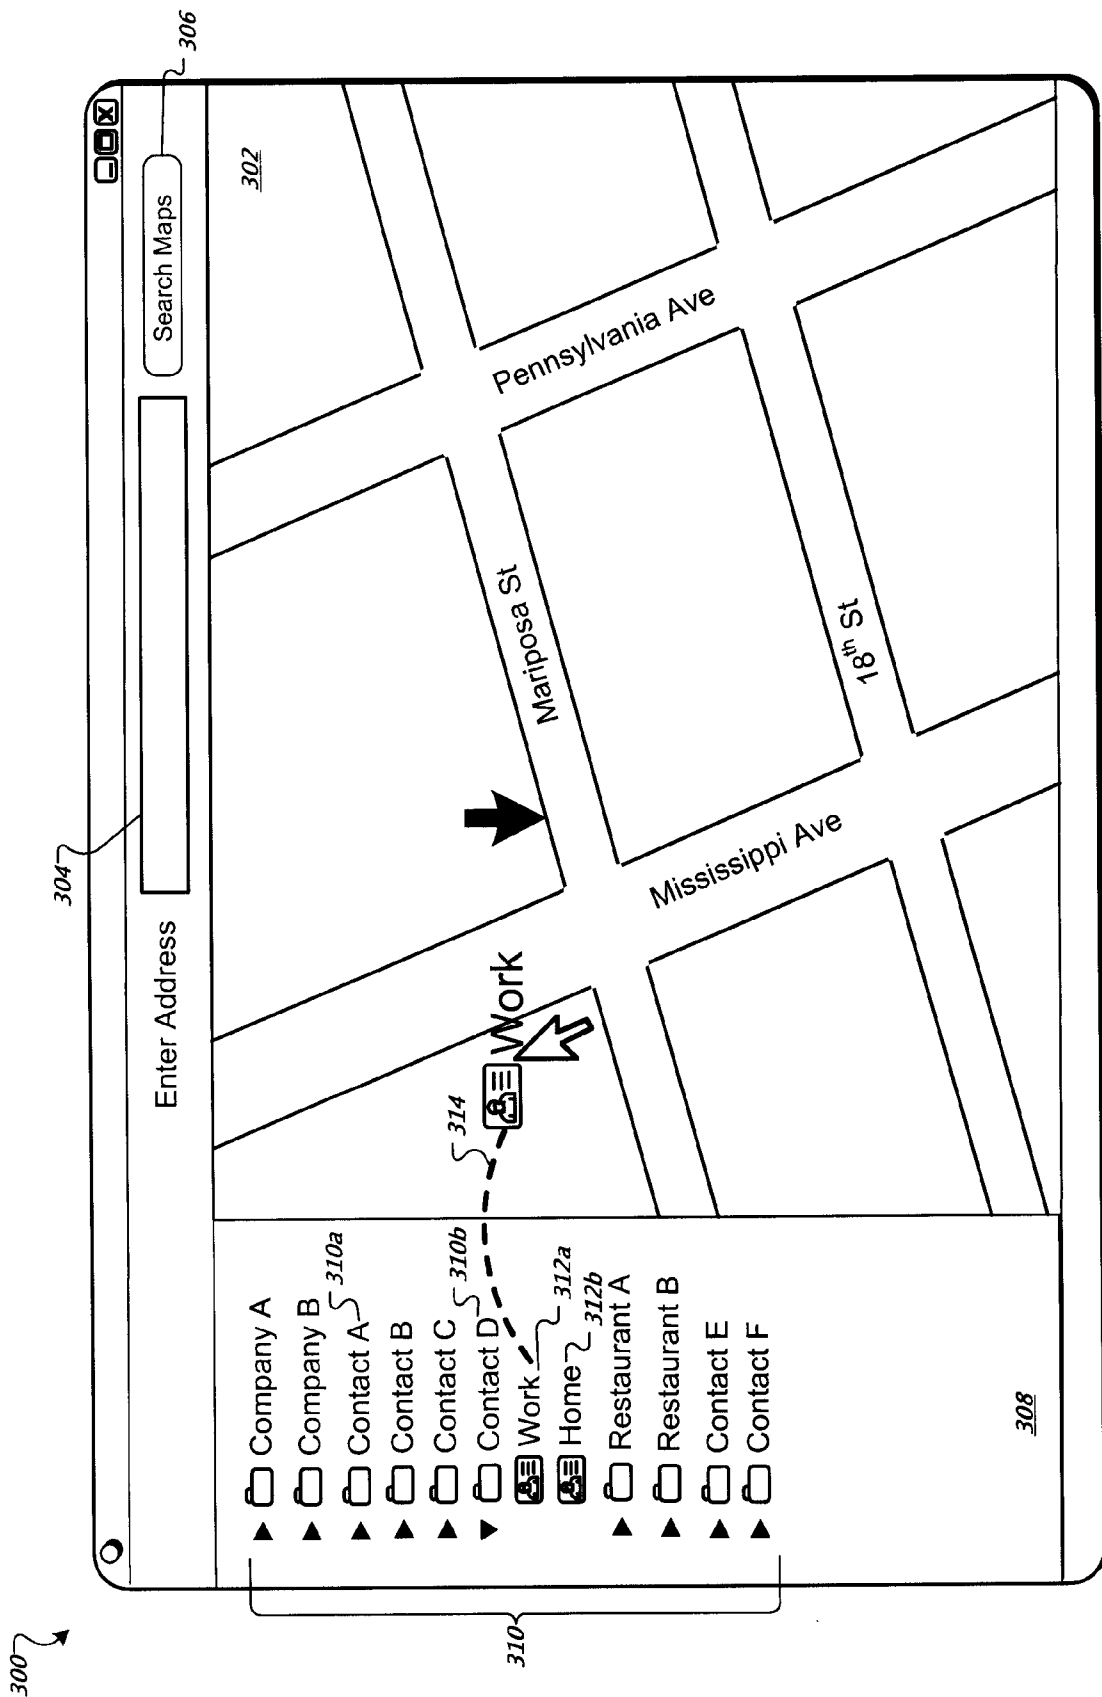 300
306
304
Enter Address
Search Maps
302
Company A
Company B
310a
Contact A
Contact B
Contact C
310b
Contact D
314
Work
Work
312a
Home
312b
Restaurant A
Restaurant B
Contact E
Contact F
310
308
Mariposa St
Pennsylvania Ave
18th St
Mississippi Ave